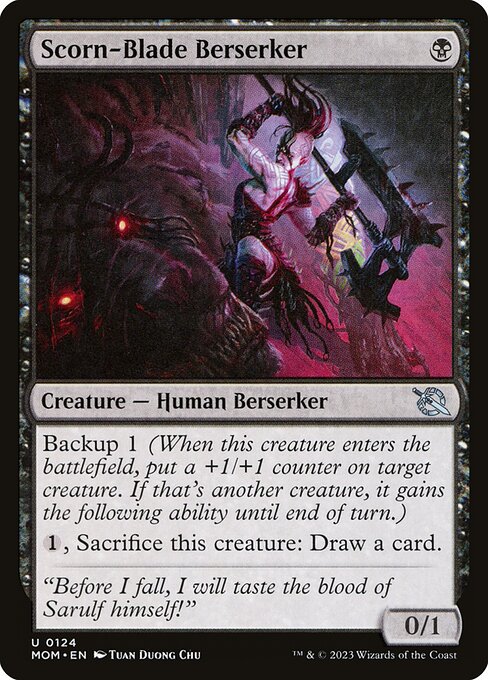 Scorn-Blade Berserker
Creature — Human Berserker
Backup 1 (When this creature enters the
battlefield, put a +1/+1 counter on target
creature. If that's another creature, it gains
the following ability until end of turn.)
1, Sacrifice this creature: Draw a card.
“Before I fall, I will taste the blood of
Sarulf himself!”
0/1
U 0124
MOM • EN Tuan Duong Chu
™ & © 2023 Wizards of the Coast